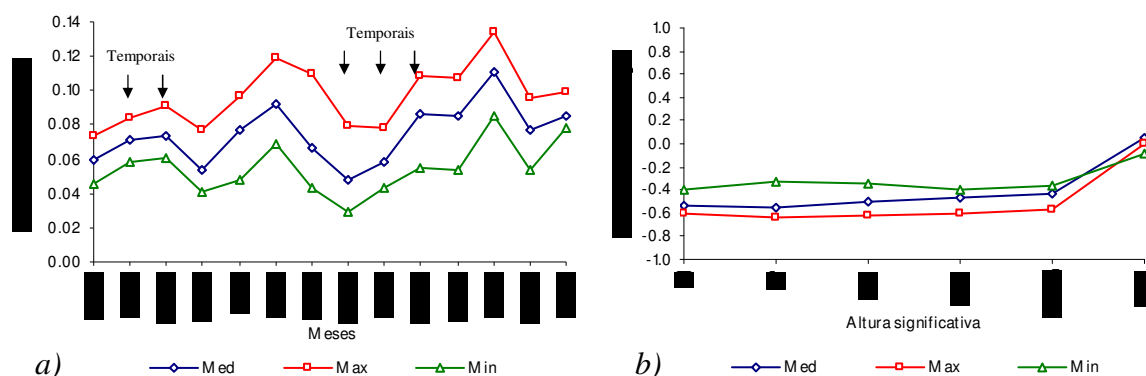 0.14
0.12
0.10
0.08
0.06
0.04
0.02
0.00
Temporais
Temporais
Meses
a)
Med
Max
Min
1.0
0.8
0.6
0.4
0.2
0.0
-0.2
-0.4
-0.6
-0.8
-1.0
Altura significativa
b)
Med
Max
Min